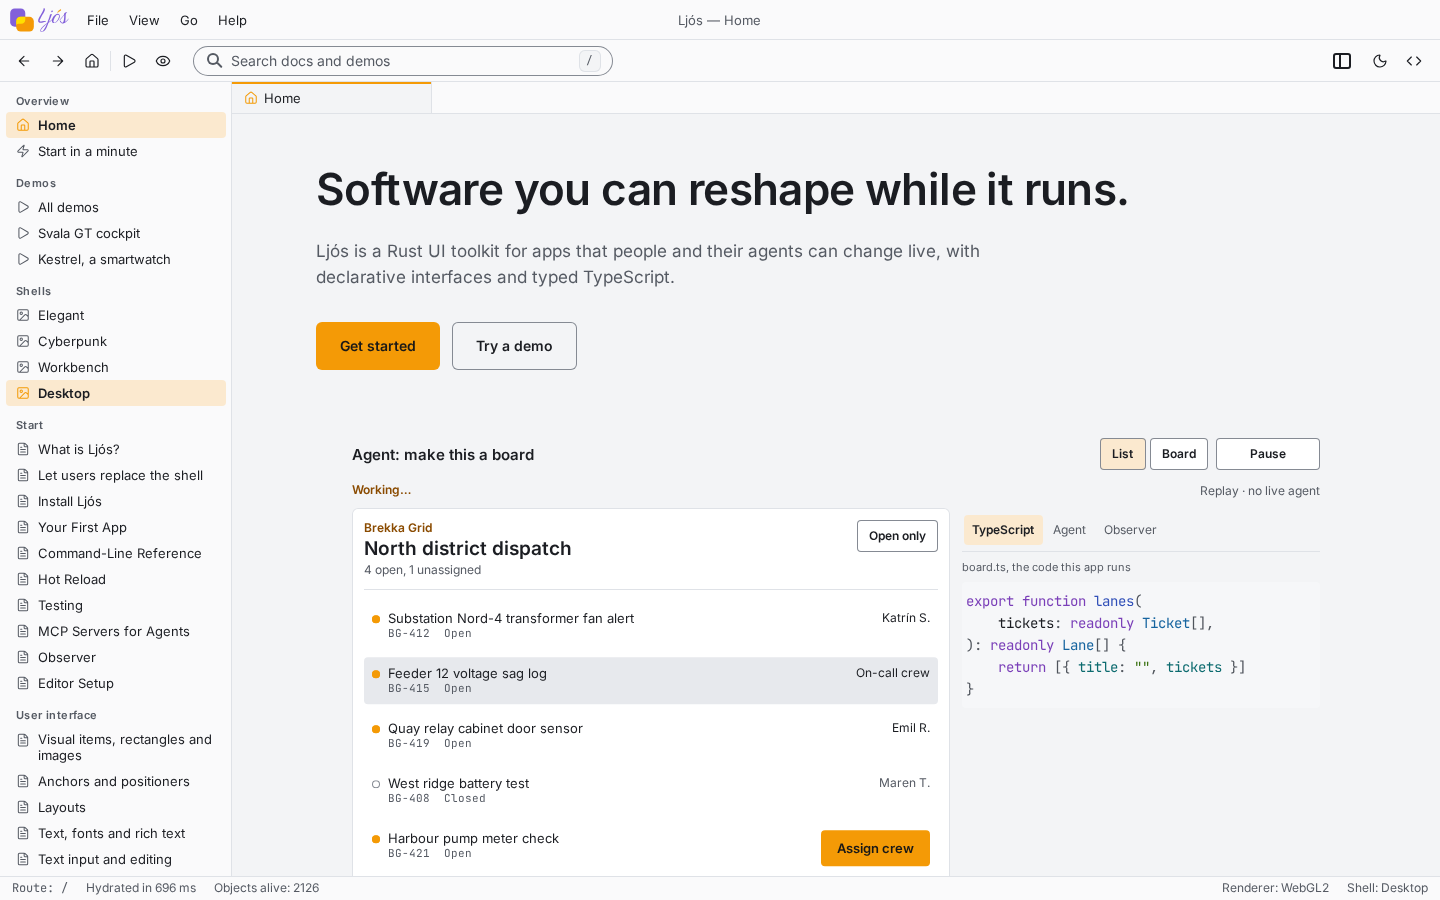 Ljós File View Go Help
Ljós — Home
Search docs and demos /
Overview
Home
Start in a minute
Demos
All demos
Svala GT cockpit
Kestrel, a smartwatch
Shells
Elegant
Cyberpunk
Workbench
Desktop
Start
What is Ljós?
Let users replace the shell
Install Ljós
Your First App
Command-Line Reference
Hot Reload
Testing
MCP Servers for Agents
Observer
Editor Setup
User interface
Visual items, rectangles and
images
Anchors and positioners
Layouts
Text, fonts and rich text
Text input and editing
Home
Software you can reshape while it runs.
Ljós is a Rust UI toolkit for apps that people and their agents can change live, with
declarative interfaces and typed TypeScript.
Get started
Try a demo
Agent: make this a board
List Board Pause
Working...
Replay · no live agent
Brekka Grid
North district dispatch
4 open, 1 unassigned
Open only
Substation Nord-4 transformer fan alert
BG-412 Open
Katrín S.
Feeder 12 voltage sag log
BG-415 Open
On-call crew
Quay relay cabinet door sensor
BG-419 Open
Emil R.
West ridge battery test
BG-408 Closed
Maren T.
Harbour pump meter check
BG-421 Open
Assign crew
TypeScript Agent Observer
board.ts, the code this app runs
export function lanes(
    tickets: readonly Ticket[],
): readonly Lane[] {
    return [{ title: "", tickets }]
}
Route: / Hydrated in 696 ms Objects alive: 2126
Renderer: WebGL2 Shell: Desktop